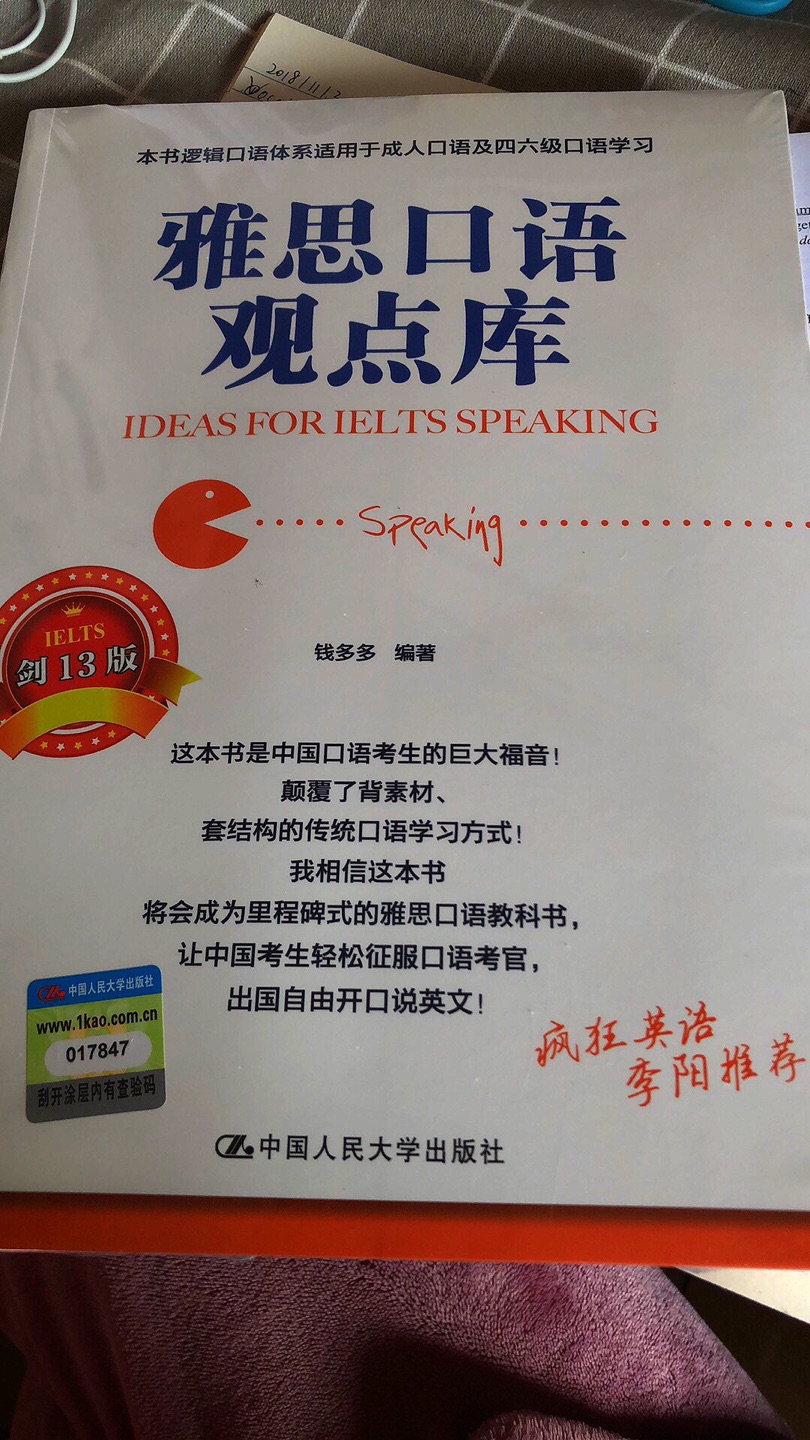 2018/11/2
本书逻辑口语体系适用于成人口语及四六级口语学习
雅思口语
观点库
IDEAS FOR IELTS SPEAKING
Speaking
IELTS
剑13版
钱多多 编著
这本书是中国口语考生的巨大福音！
颠覆了背素材、
套结构的传统口语学习方式！
我相信这本书
将会成为里程碑式的雅思口语教科书，
让中国考生轻松征服口语考官，
出国自由开口说英文！
疯狂英语
李阳推荐
中国人民大学出版社
www.1kao.com.cn
017847
刮开涂层内有查验码
中国人民大学出版社